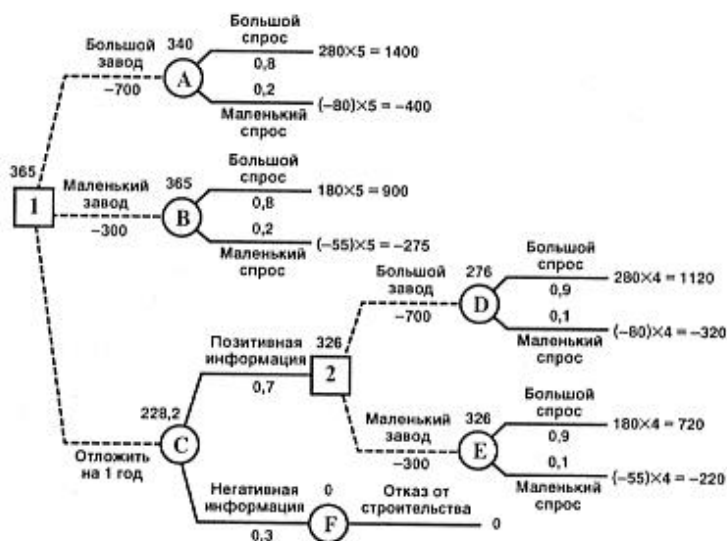 Большой
завод
–700
340
A
Большой
спрос
0,8
280×5 = 1400
0,2
Маленький
спрос
(–80)×5 = –400
365
1
Маленький
завод
–300
365
B
Большой
спрос
0,8
180×5 = 900
0,2
Маленький
спрос
(–55)×5 = –275
Отложить
на 1 год
228,2
C
Позитивная
информация
0,7
326
2
Большой
завод
–700
276
D
Большой
спрос
0,9
280×4 = 1120
0,1
Маленький
спрос
(–80)×4 = –320
Маленький
завод
–300
326
E
Большой
спрос
0,9
180×4 = 720
0,1
Маленький
спрос
(–55)×4 = –220
Негативная
информация
0,3
0
F
Отказ от
строительства
0